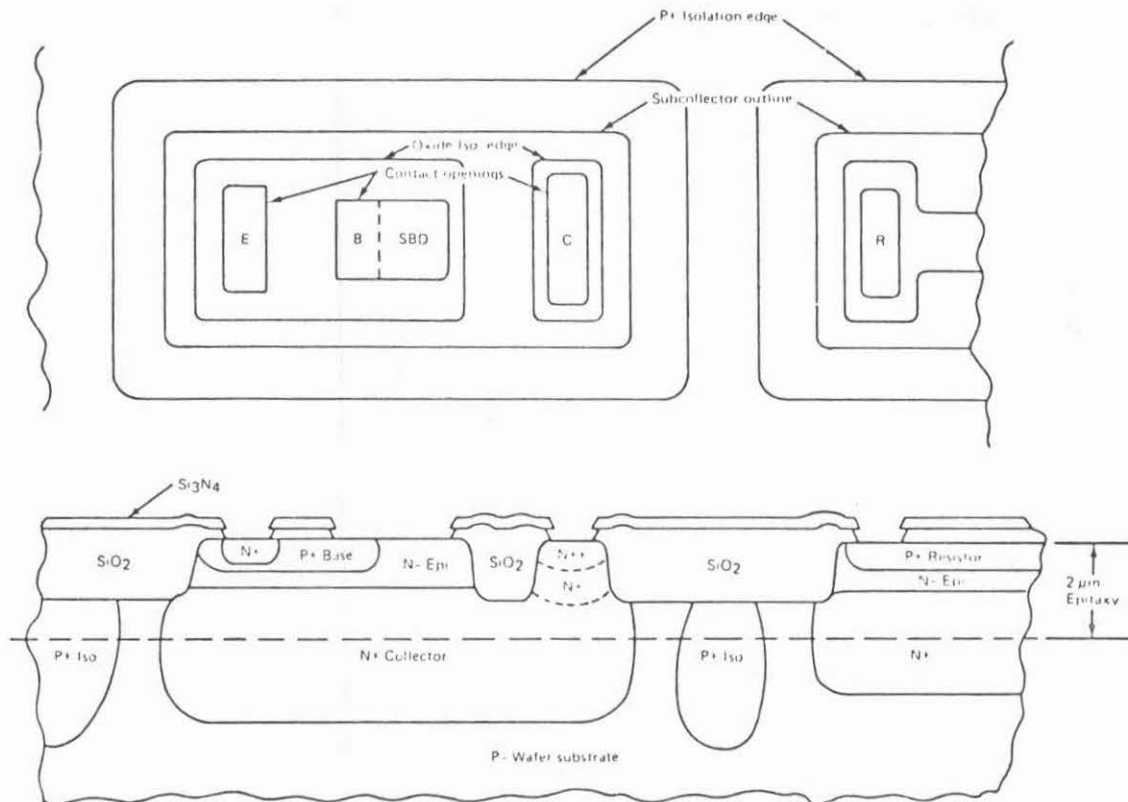 P+ Isolation edge
Subcollector outline
Oxide Iso. edge
Contact openings
E
B
SBD
C
R
Si3N4
SiO2
N+
P+ Base
N- Epi
SiO2
N++
N+
SiO2
P+ Resistor
N- Epi
2 μm
Epitaxy
P+ Iso
N+ Collector
P+ Iso
N+
P- Wafer substrate